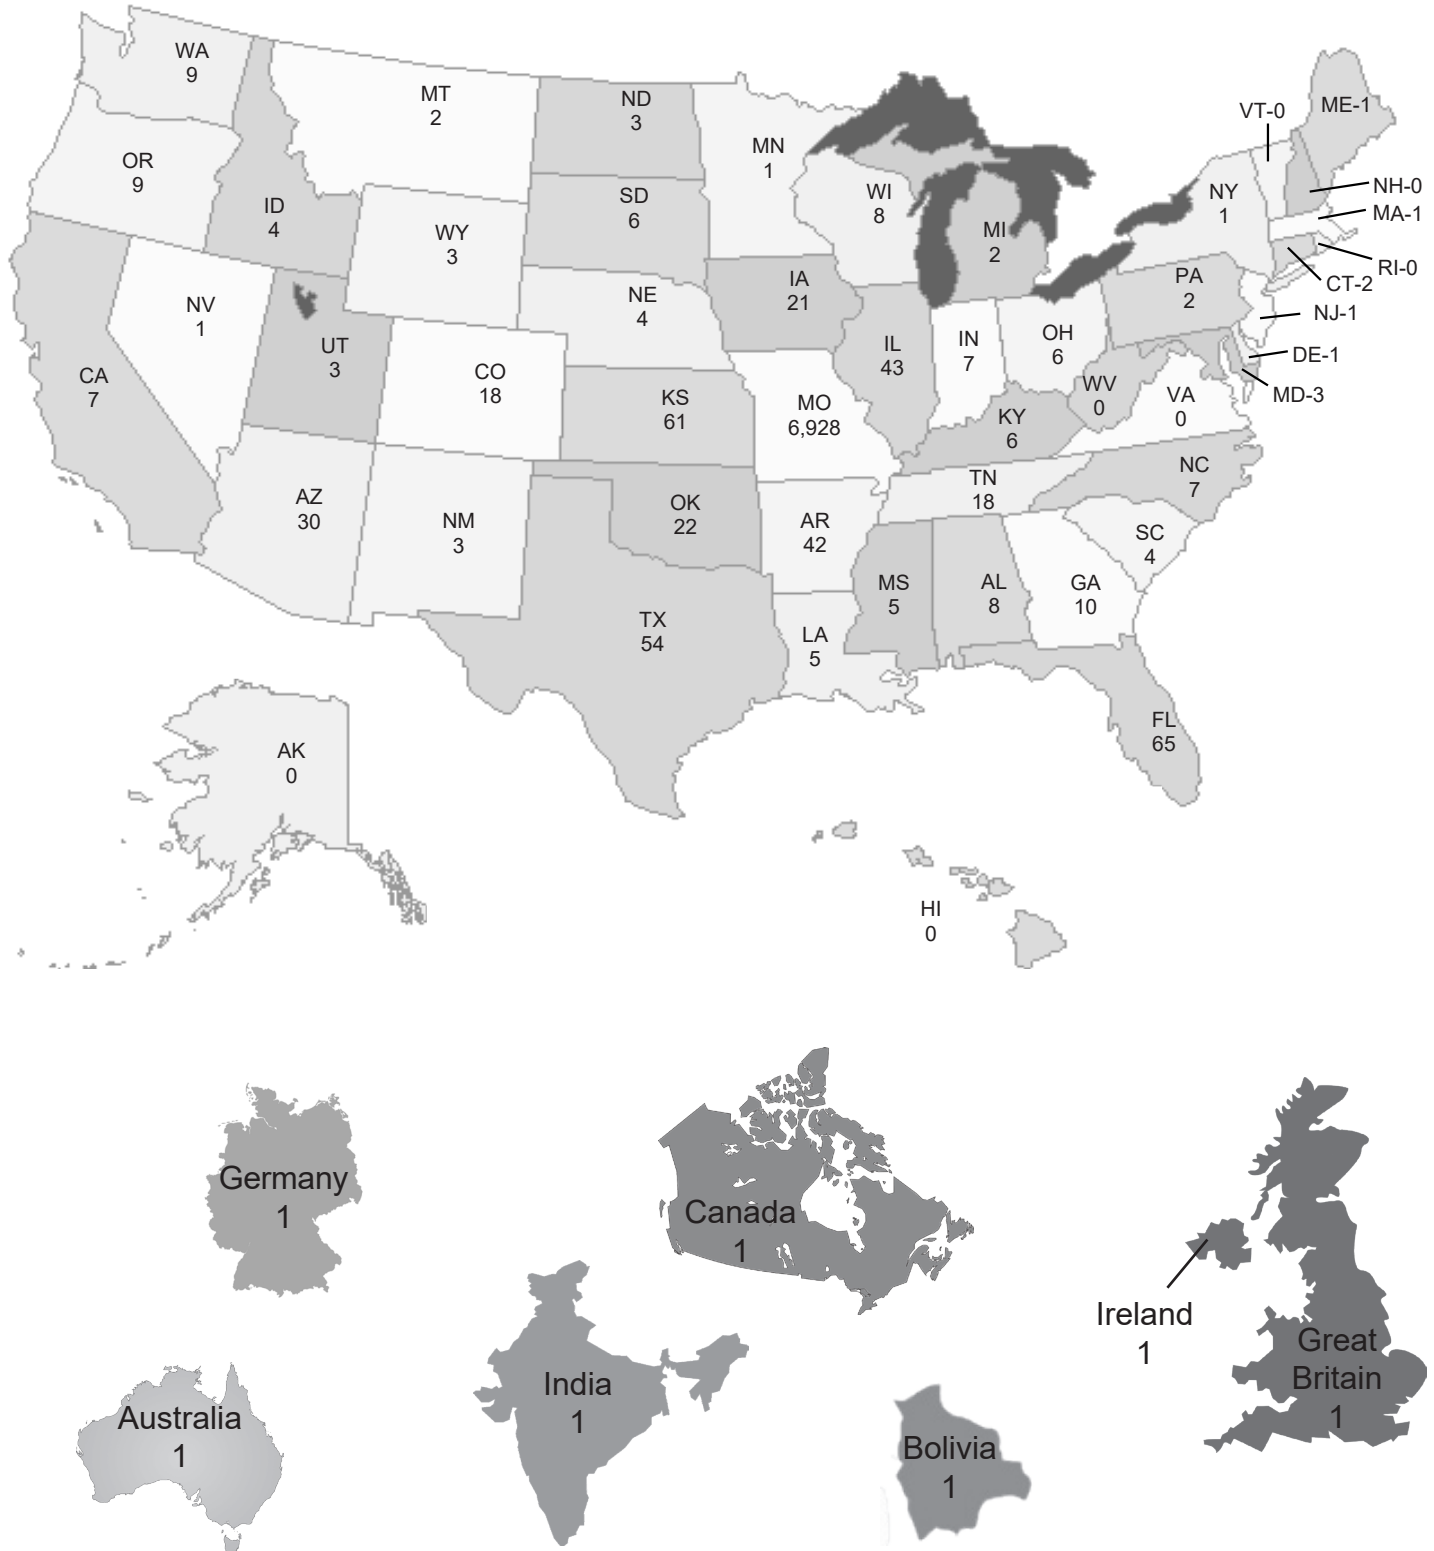 WA
9
MT
2
ND
3
VT-0
ME-1
MN
1
OR
9
ID
4
SD
6
WI
8
NY
1
NH-0
MA-1
WY
3
MI
2
RI-0
CT-2
NV
1
NE
4
IA
21
PA
2
NJ-1
UT
3
IL
43
IN
7
OH
6
DE-1
CA
7
CO
18
KS
61
MO
6,928
WV
0
VA
0
MD-3
KY
6
AZ
30
NM
3
OK
22
AR
42
TN
18
NC
7
SC
4
MS
5
AL
8
GA
10
TX
54
LA
5
FL
65
AK
0
HI
0
Germany
1
Canada
1
Ireland
1
Great
Britain
1
India
1
Australia
1
Bolivia
1